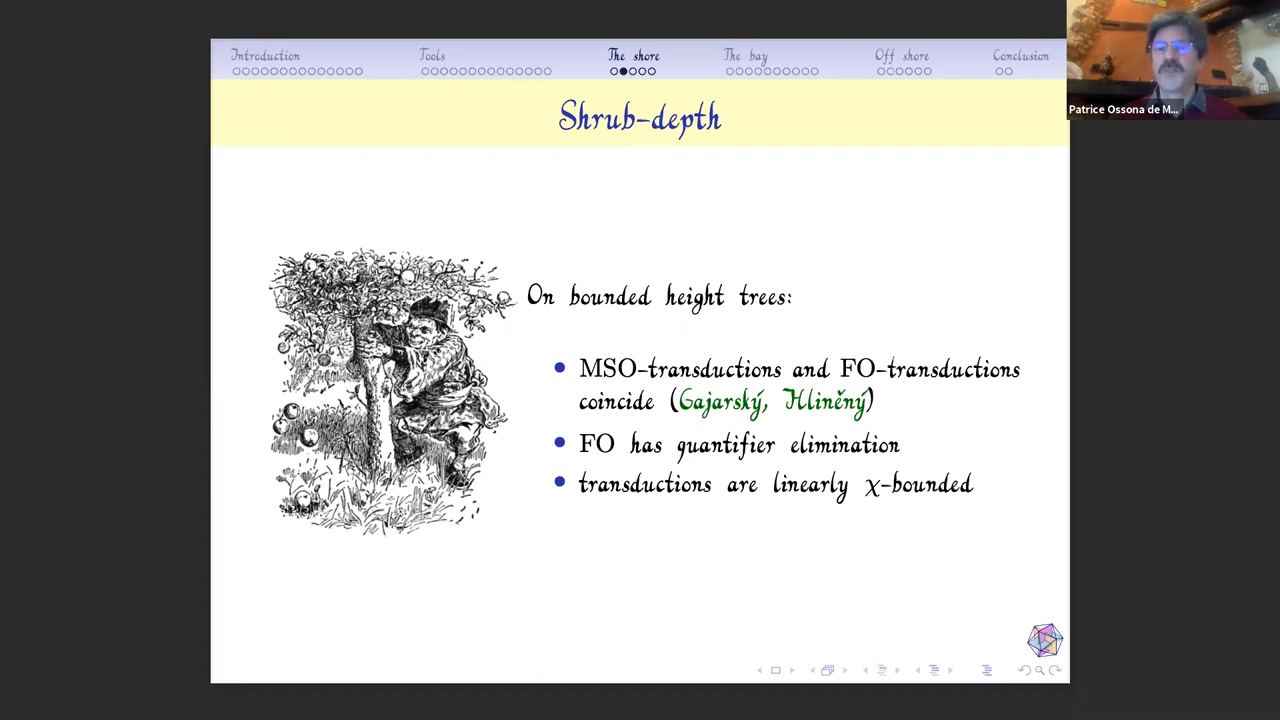 Introduction Tools The shore The bay Off shore Conclusion
Patrice Ossona de M...
Shrub-depth
On bounded height trees:
MSO-transductions and FO-transductions
coincide (Gajarský, Hliněný)
FO has quantifier elimination
transductions are linearly χ-bounded